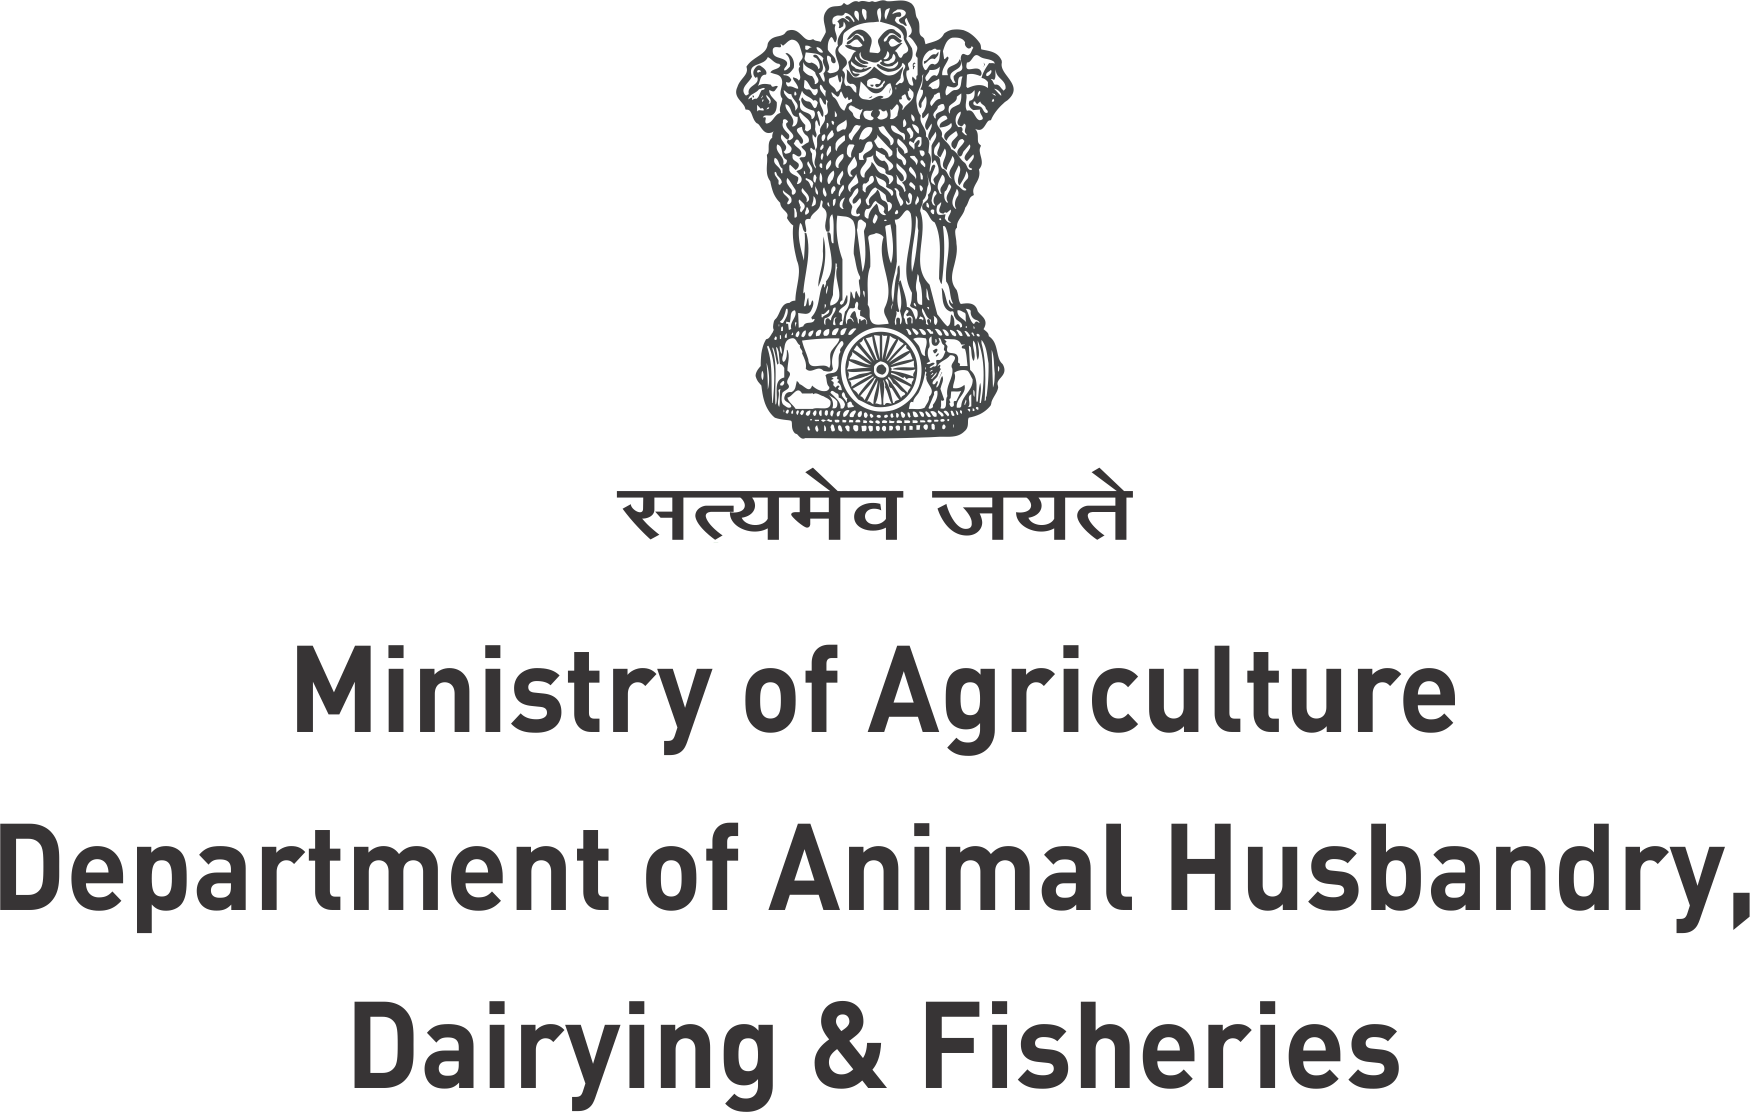 सत्यमेव जयते
Ministry of Agriculture
Department of Animal Husbandry,
Dairying & Fisheries